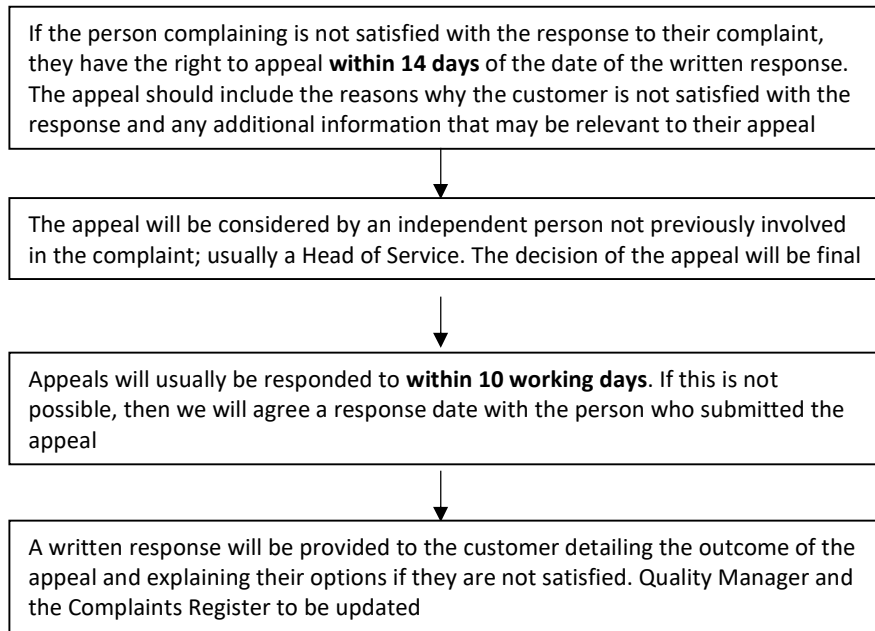 If the person complaining is not satisfied with the response to their complaint,
they have the right to appeal within 14 days of the date of the written response.
The appeal should include the reasons why the customer is not satisfied with the
response and any additional information that may be relevant to their appeal
The appeal will be considered by an independent person not previously involved
in the complaint; usually a Head of Service. The decision of the appeal will be final
Appeals will usually be responded to within 10 working days. If this is not
possible, then we will agree a response date with the person who submitted the
appeal
A written response will be provided to the customer detailing the outcome of the
appeal and explaining their options if they are not satisfied. Quality Manager and
the Complaints Register to be updated